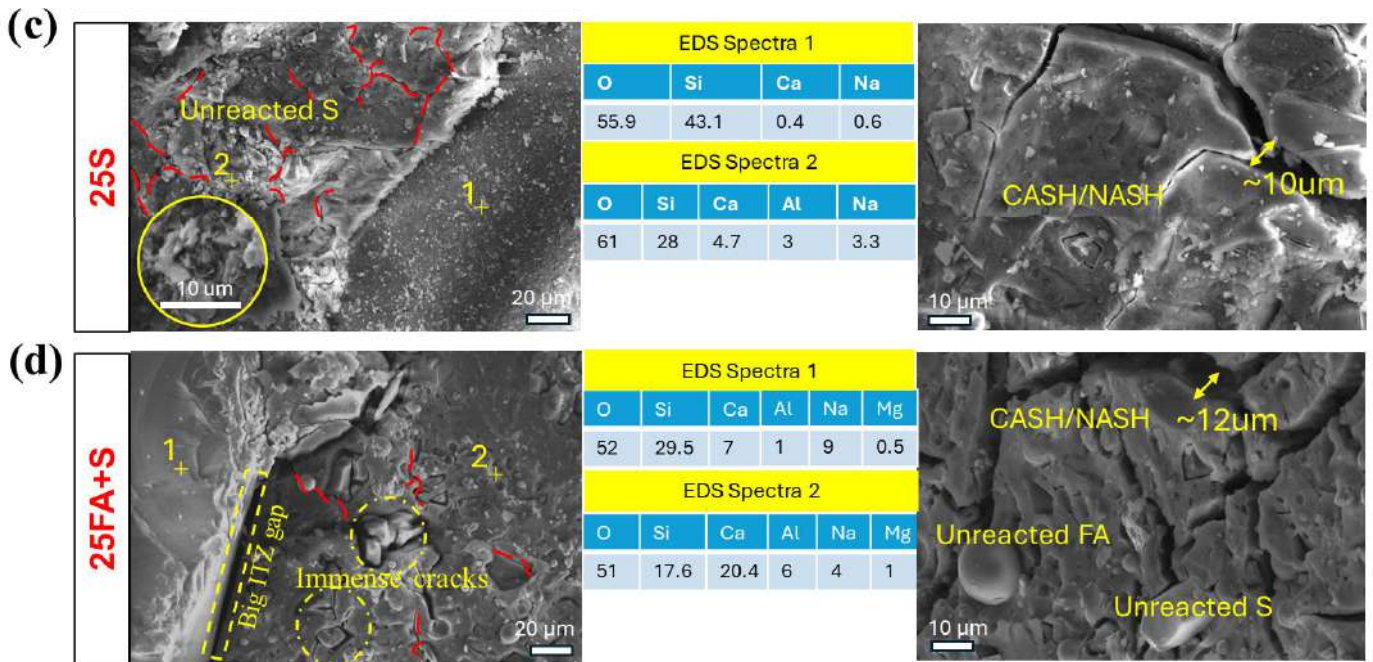 (c)
25S
Unreacted S
2+
1+
10 um
20 µm
EDS Spectra 1
O Si Ca Na
55.9 43.1 0.4 0.6
EDS Spectra 2
O Si Ca Al Na
61 28 4.7 3 3.3
CASH/NASH
~10um
10 µm
(d)
25FA+S
1+
2+
Big ITZ gap
Immense cracks
20 µm
EDS Spectra 1
O Si Ca Al Na Mg
52 29.5 7 1 9 0.5
EDS Spectra 2
O Si Ca Al Na Mg
51 17.6 20.4 6 4 1
CASH/NASH
~12um
Unreacted FA
Unreacted S
10 µm